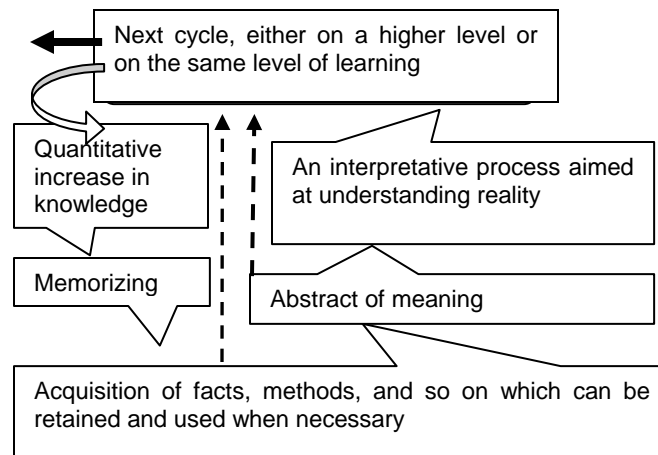 Next cycle, either on a higher level or
on the same level of learning
Quantitative
increase in
knowledge
An interpretative process aimed
at understanding reality
Memorizing
Abstract of meaning
Acquisition of facts, methods, and so on which can be
retained and used when necessary